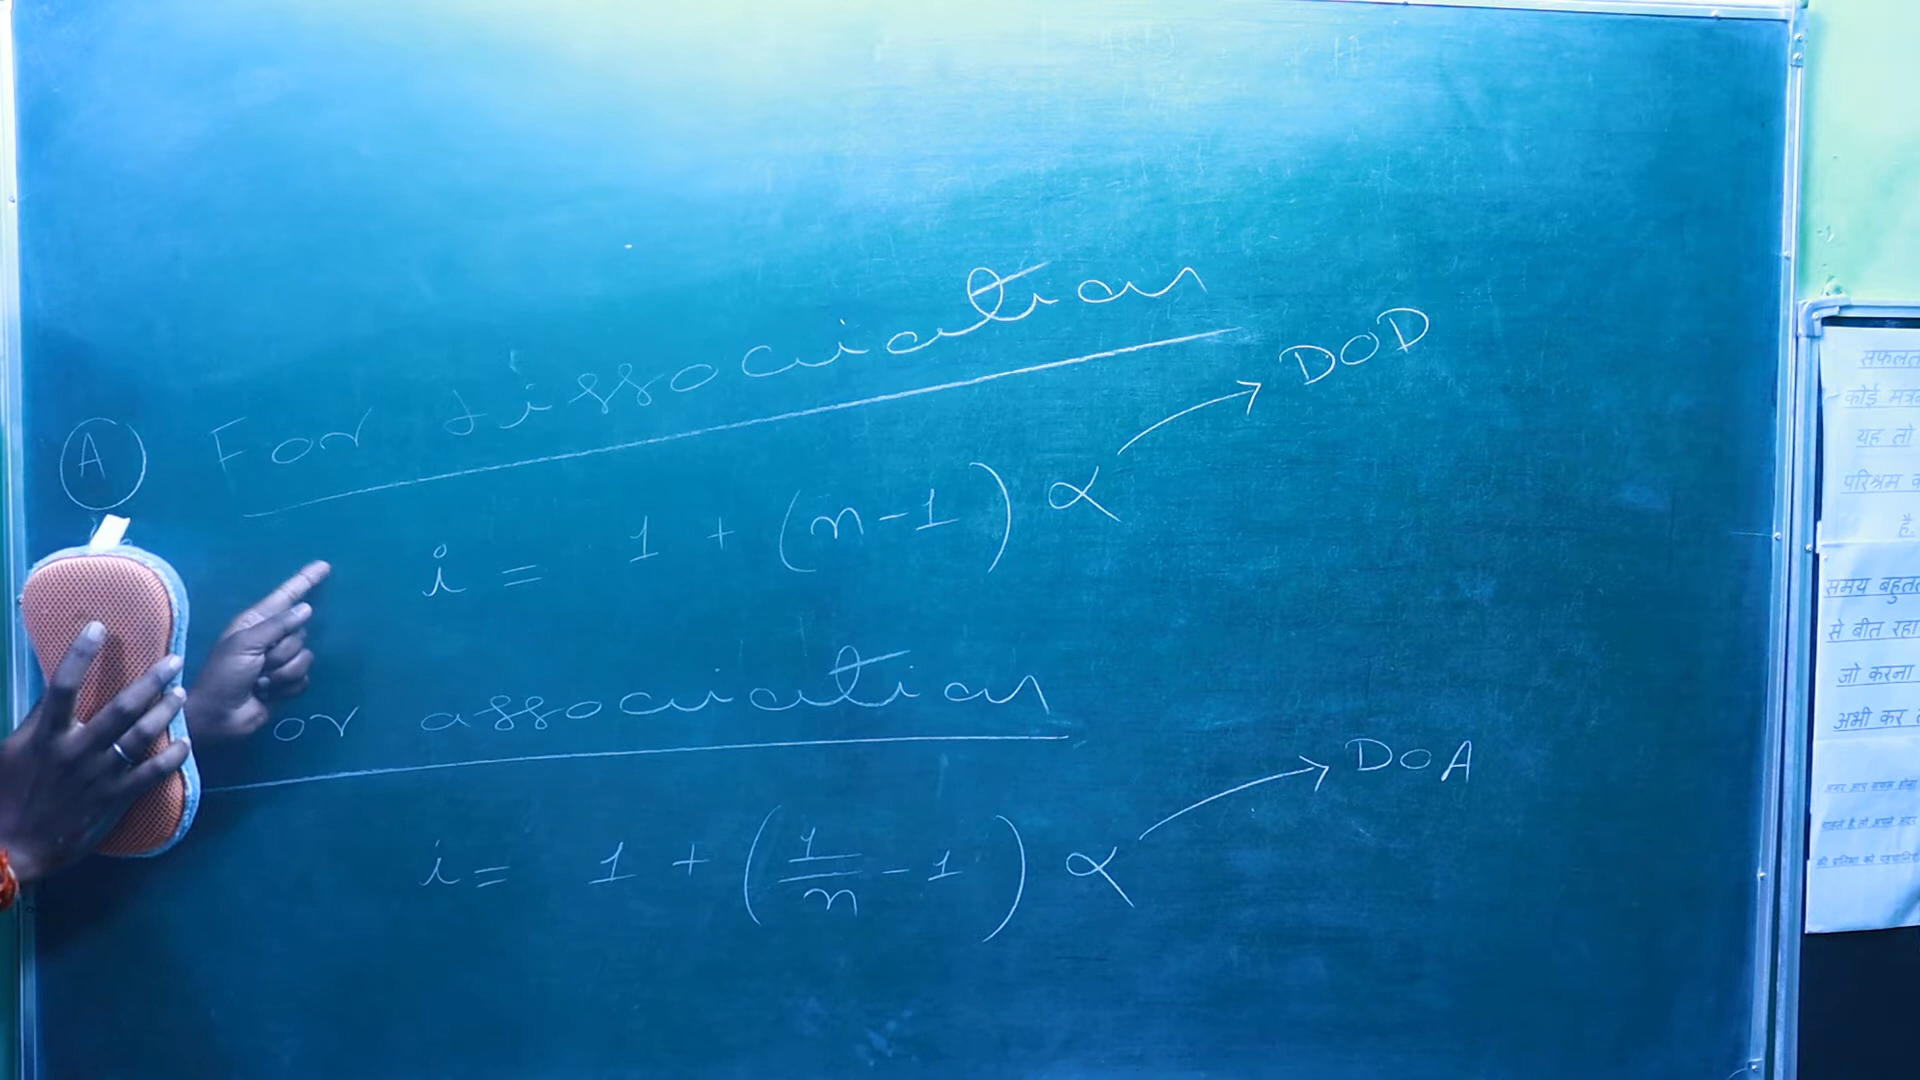 (A) For dissociation
i = 1 + (n-1) α → DOD
or association
i = 1 + (1/n - 1) α → DOA
सफलत
कोई मंत्र
यह तो
परिश्रम क
है.
समय बहुत
से बीत रहा
जो करना
अभी कर